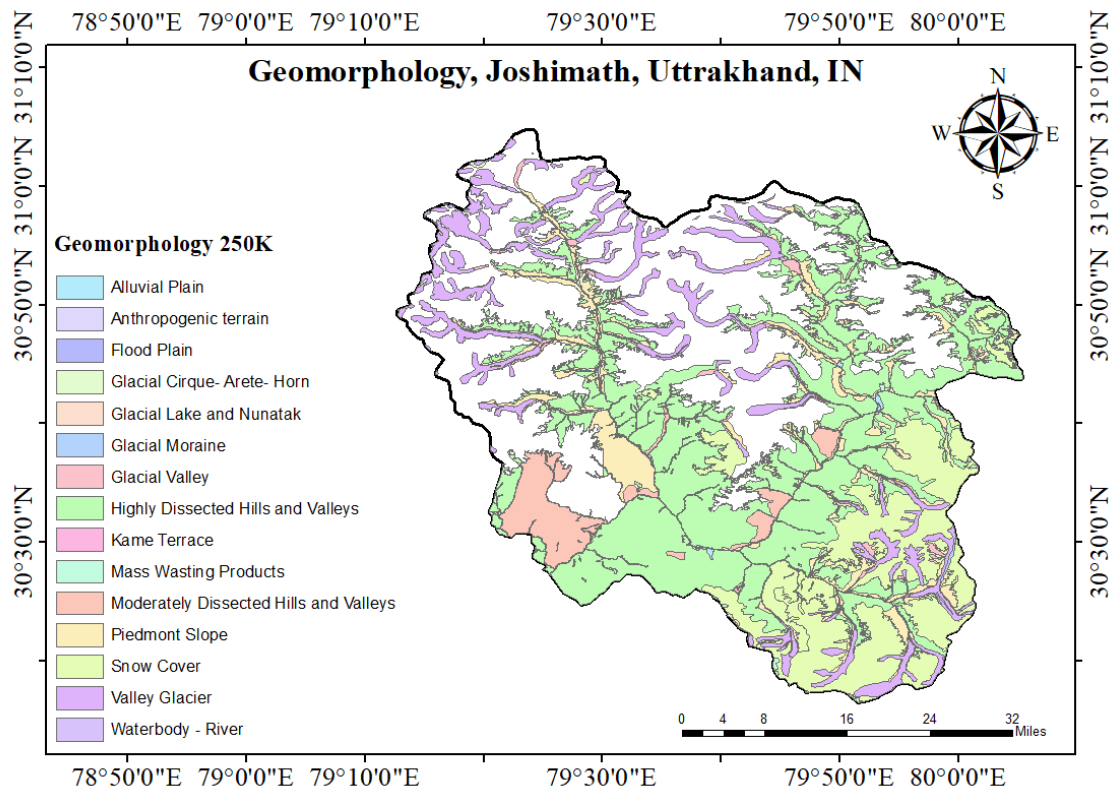 78°50'0"E 79°0'0"E 79°10'0"E 79°30'0"E 79°50'0"E 80°0'0"E
Geomorphology, Joshimath, Uttrakhand, IN
N
W E
S
31°10'0"N
31°0'0"N
30°50'0"N
30°30'0"N
31°10'0"N
31°0'0"N
30°50'0"N
30°30'0"N
Geomorphology 250K
Alluvial Plain
Anthropogenic terrain
Flood Plain
Glacial Cirque- Arete- Horn
Glacial Lake and Nunatak
Glacial Moraine
Glacial Valley
Highly Dissected Hills and Valleys
Kame Terrace
Mass Wasting Products
Moderately Dissected Hills and Valleys
Piedmont Slope
Snow Cover
Valley Glacier
Waterbody - River
0 4 8 16 24 32
Miles
78°50'0"E 79°0'0"E 79°10'0"E 79°30'0"E 79°50'0"E 80°0'0"E